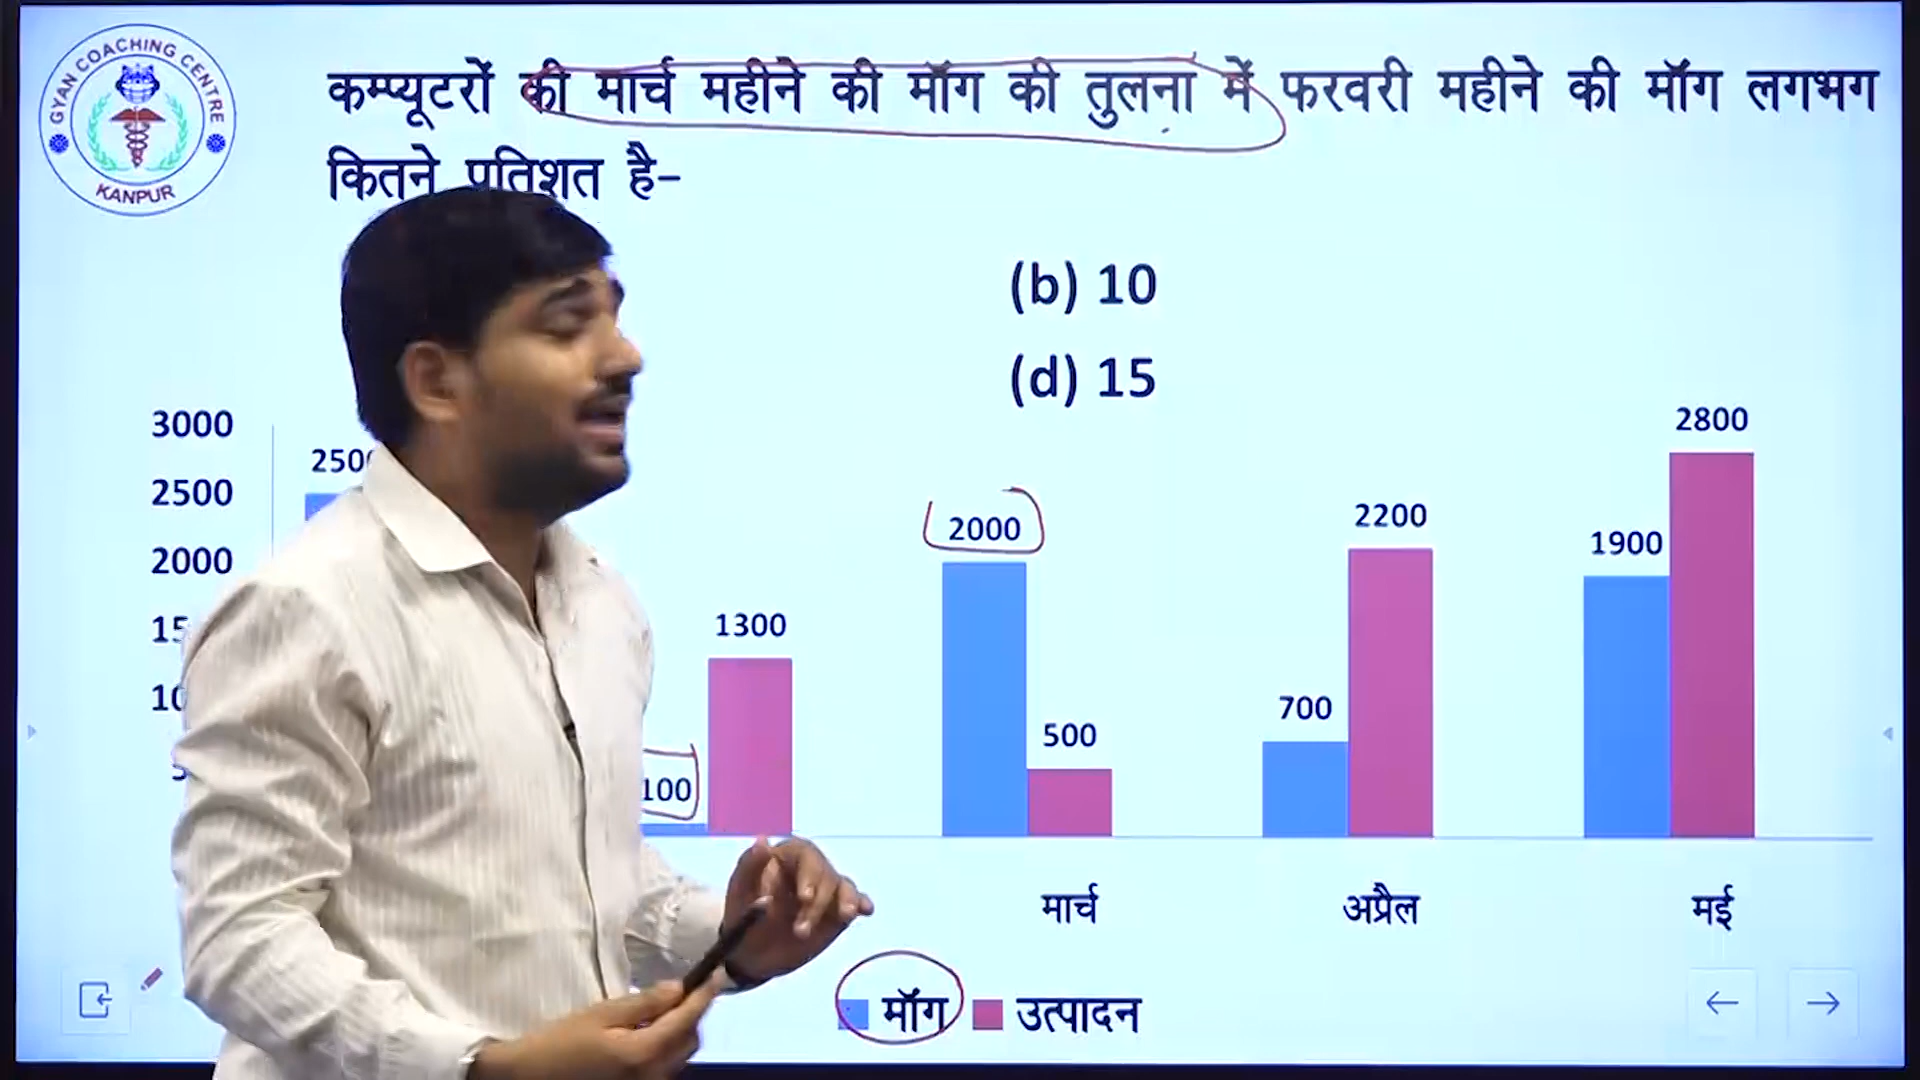 GYAN COACHING CENTRE
KANPUR
कम्प्यूटरों की मार्च महीने की मॉंग की तुलना में फरवरी महीने की मॉंग लगभग
कितने प्रतिशत है-
(b) 10
(d) 15
3000
2500
2000
2500
1300
100
2000
500
700
2200
1900
2800
मार्च
अप्रैल
मई
मॉंग
उत्पादन